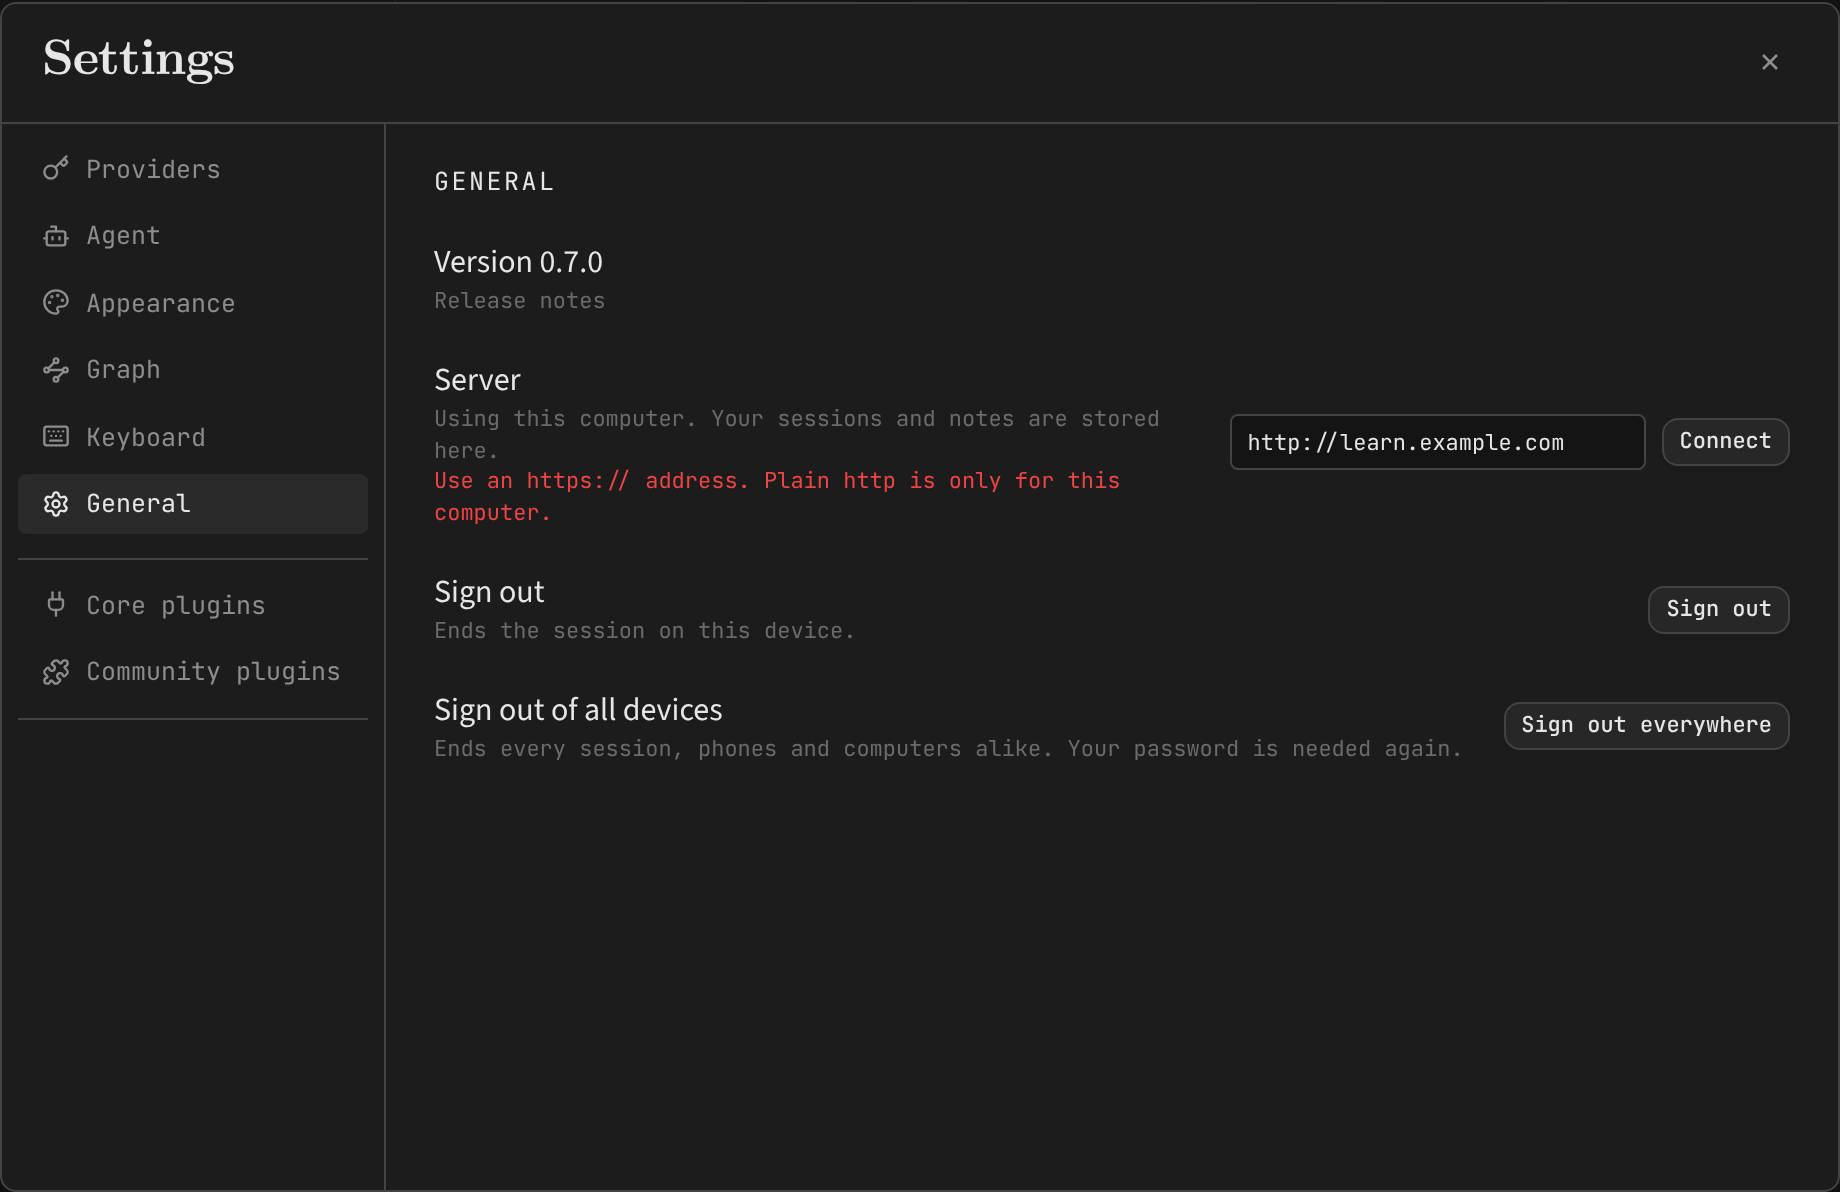 Settings
Providers
Agent
Appearance
Graph
Keyboard
General
Core plugins
Community plugins
GENERAL
Version 0.7.0
Release notes
Server
Using this computer. Your sessions and notes are stored
here.
Use an https:// address. Plain http is only for this
computer.
http://learn.example.com
Connect
Sign out
Ends the session on this device.
Sign out
Sign out of all devices
Ends every session, phones and computers alike. Your password is needed again.
Sign out everywhere